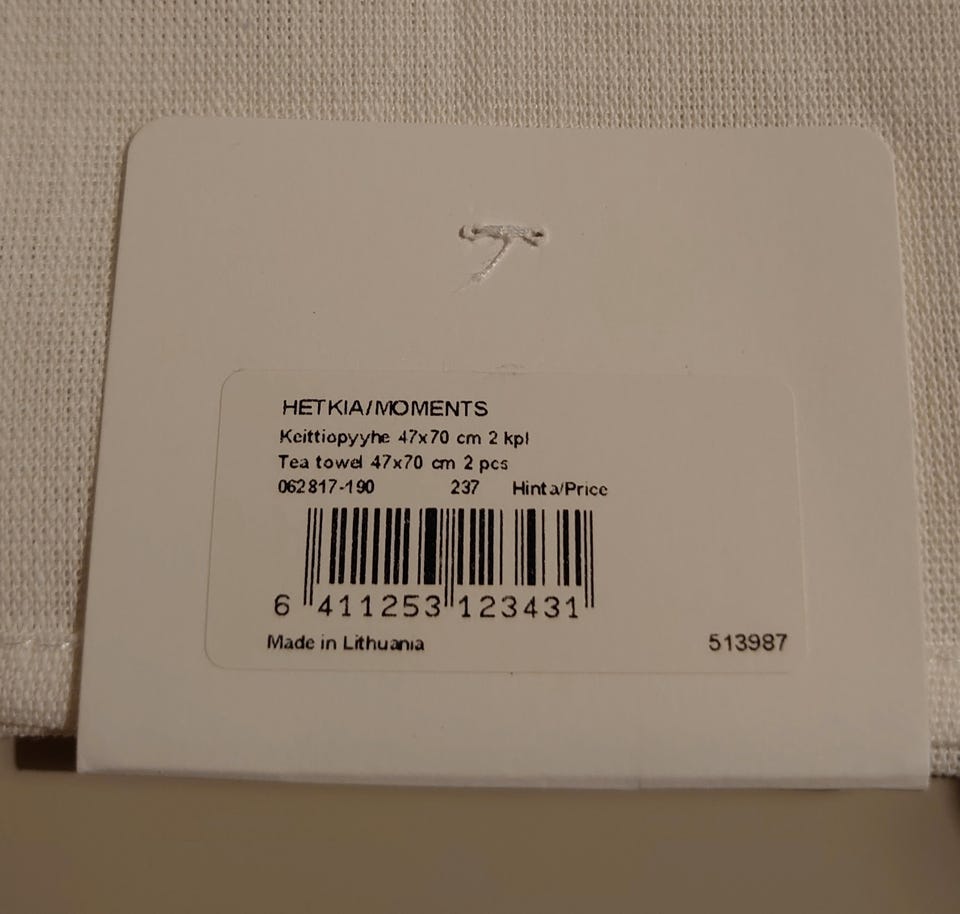 HETKIA/MOMENTS
Keittiopyyhe 47x70 cm 2 kpl
Tea towel 47x70 cm 2 pcs
062817-190 237 Hinta/Price
6 411253 123431
Made in Lithuania 513987